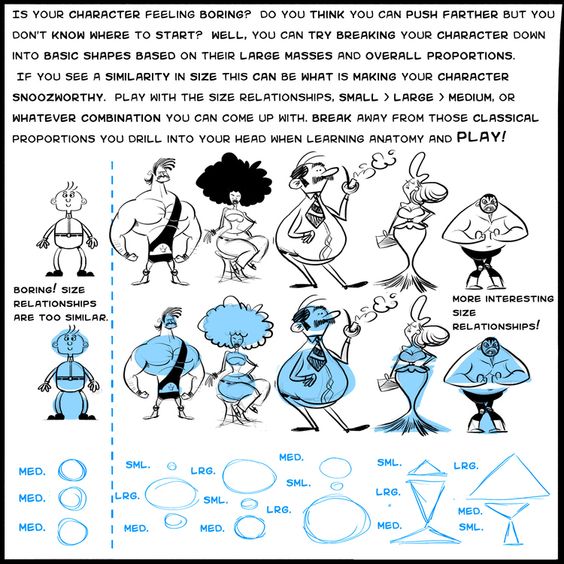 IS YOUR CHARACTER FEELING BORING? DO YOU THINK YOU CAN PUSH FARTHER BUT YOU
DON'T KNOW WHERE TO START? WELL, YOU CAN TRY BREAKING YOUR CHARACTER DOWN
INTO BASIC SHAPES BASED ON THEIR LARGE MASSES AND OVERALL PROPORTIONS.
IF YOU SEE A SIMILARITY IN SIZE THIS CAN BE WHAT IS MAKING YOUR CHARACTER
SNOOZWORTHY. PLAY WITH THE SIZE RELATIONSHIPS, SMALL > LARGE > MEDIUM, OR
WHATEVER COMBINATION YOU CAN COME UP WITH. BREAK AWAY FROM THOSE CLASSICAL
PROPORTIONS YOU DRILL INTO YOUR HEAD WHEN LEARNING ANATOMY AND PLAY!
BORING! SIZE
RELATIONSHIPS
ARE TOO SIMILAR.
MORE INTERESTING
SIZE
RELATIONSHIPS!
MED.
MED.
MED.
SML.
LRG.
SML.
LRG.
SML.
MED.
MED.
SML.
LRG.
SML.
LRG.
MED.
LRG.
MED.
SML.